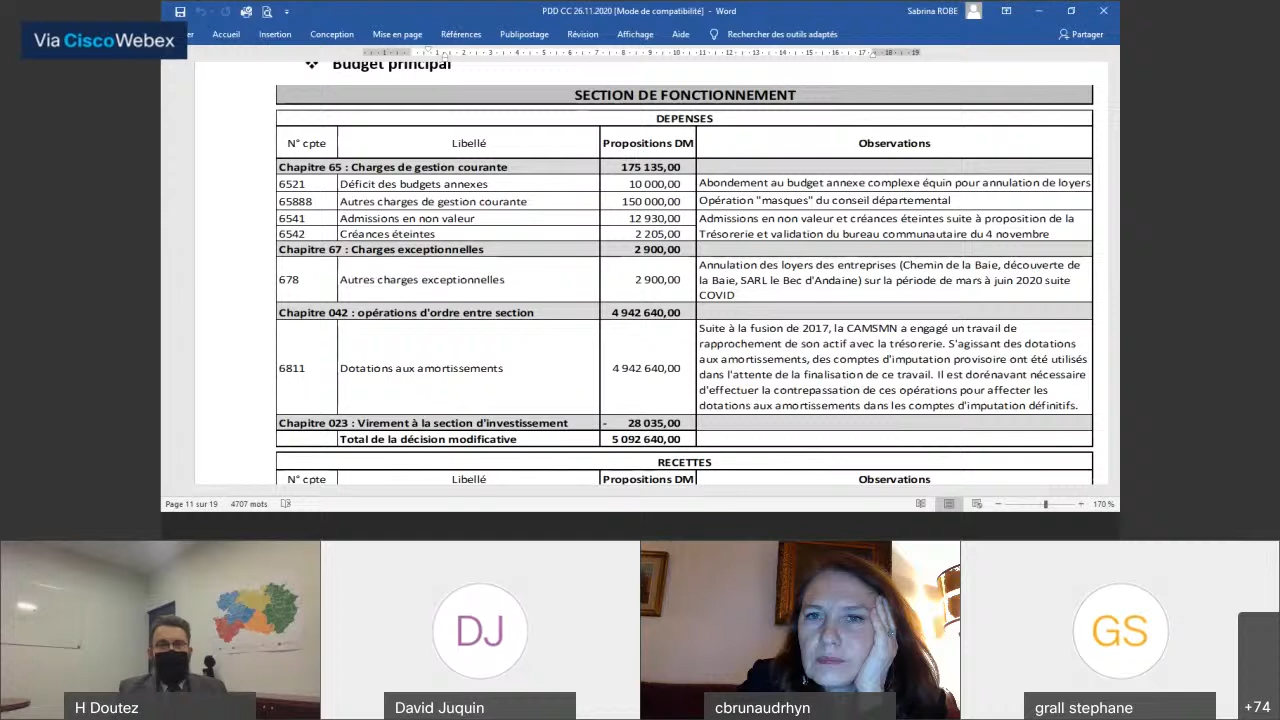 PDD CC 26.11.2020 [Mode de compatibilité] - Word
Sabrina ROBE
Via CiscoWebex
Accueil Insertion Conception Mise en page Références Publipostage Révision Affichage Aide Rechercher des outils adaptés Partager
Budget principal
SECTION DE FONCTIONNEMENT
DEPENSES
N° cpte Libellé Propositions DM Observations
Chapitre 65 : Charges de gestion courante 175 135,00
6521 Déficit des budgets annexes 10 000,00 Abondement au budget annexe complexe équin pour annulation de loyers
65888 Autres charges de gestion courante 150 000,00 Opération "masques" du conseil départemental
6541 Admissions en non valeur 12 930,00 Admissions en non valeur et créances éteintes suite à proposition de la
6542 Créances éteintes 2 205,00 Trésorerie et validation du bureau communautaire du 4 novembre
Chapitre 67 : Charges exceptionnelles 2 900,00
678 Autres charges exceptionnelles 2 900,00 Annulation des loyers des entreprises (Chemin de la Baie, découverte de
la Baie, SARL le Bec d'Andaine) sur la période de mars à juin 2020 suite
COVID
Chapitre 042 : opérations d'ordre entre section 4 942 640,00
6811 Dotations aux amortissements 4 942 640,00 Suite à la fusion de 2017, la CAMSMN a engagé un travail de
rapprochement de son actif avec la trésorerie. S'agissant des dotations
aux amortissements, des comptes d'imputation provisoire ont été utilisés
dans l'attente de la finalisation de ce travail. Il est dorénavant nécessaire
d'effectuer la contrepassation de ces opérations pour affecter les
dotations aux amortissements dans les comptes d'imputation définitifs.
Chapitre 023 : Virement à la section d'investissement - 28 035,00
Total de la décision modificative 5 092 640,00
RECETTES
N° cpte Libellé Propositions DM Observations
Page 11 sur 19 4707 mots 170 %
DJ
GS
H Doutez
David Juquin
cbrunaudrhyn
grall stephane
+74